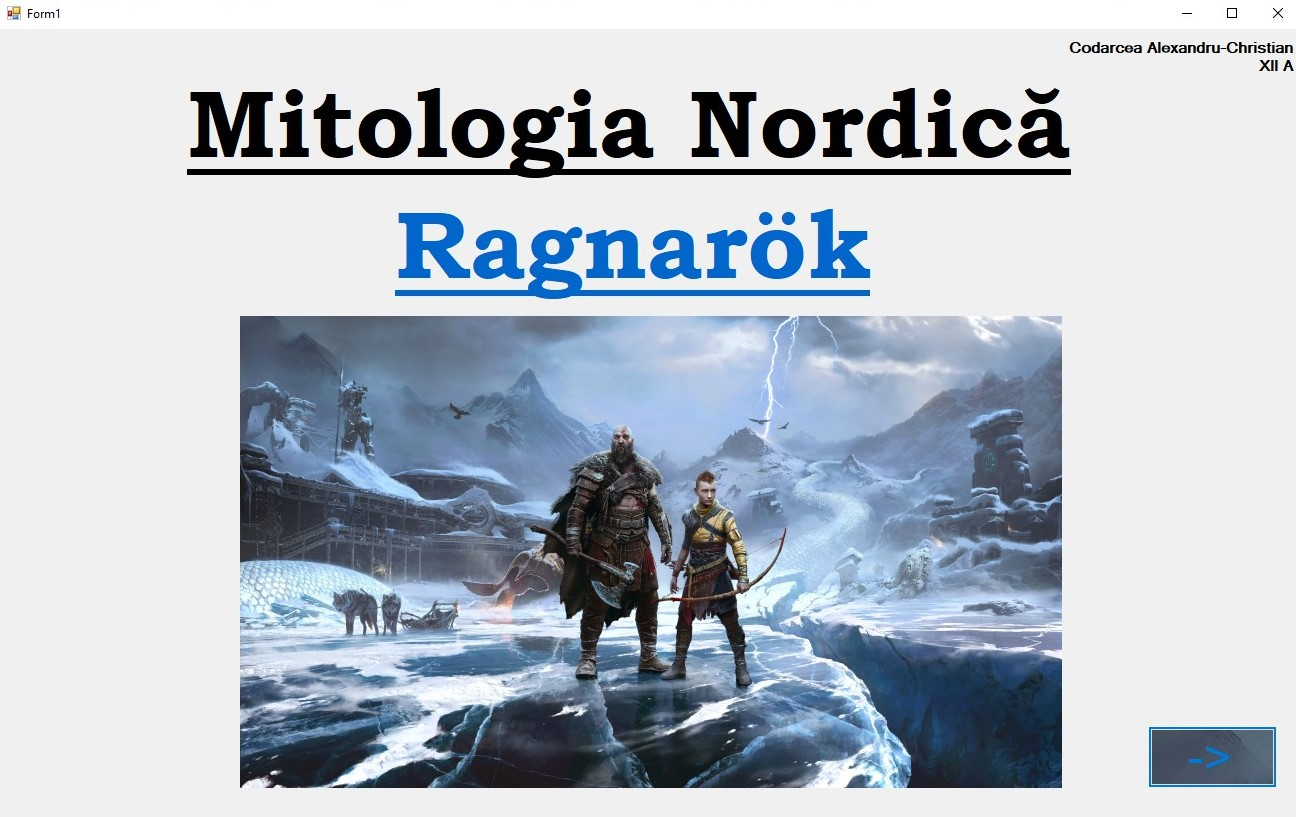 Form1
Codarcea Alexandru-Christian
XII A
Mitologia Nordică
Ragnarök
->